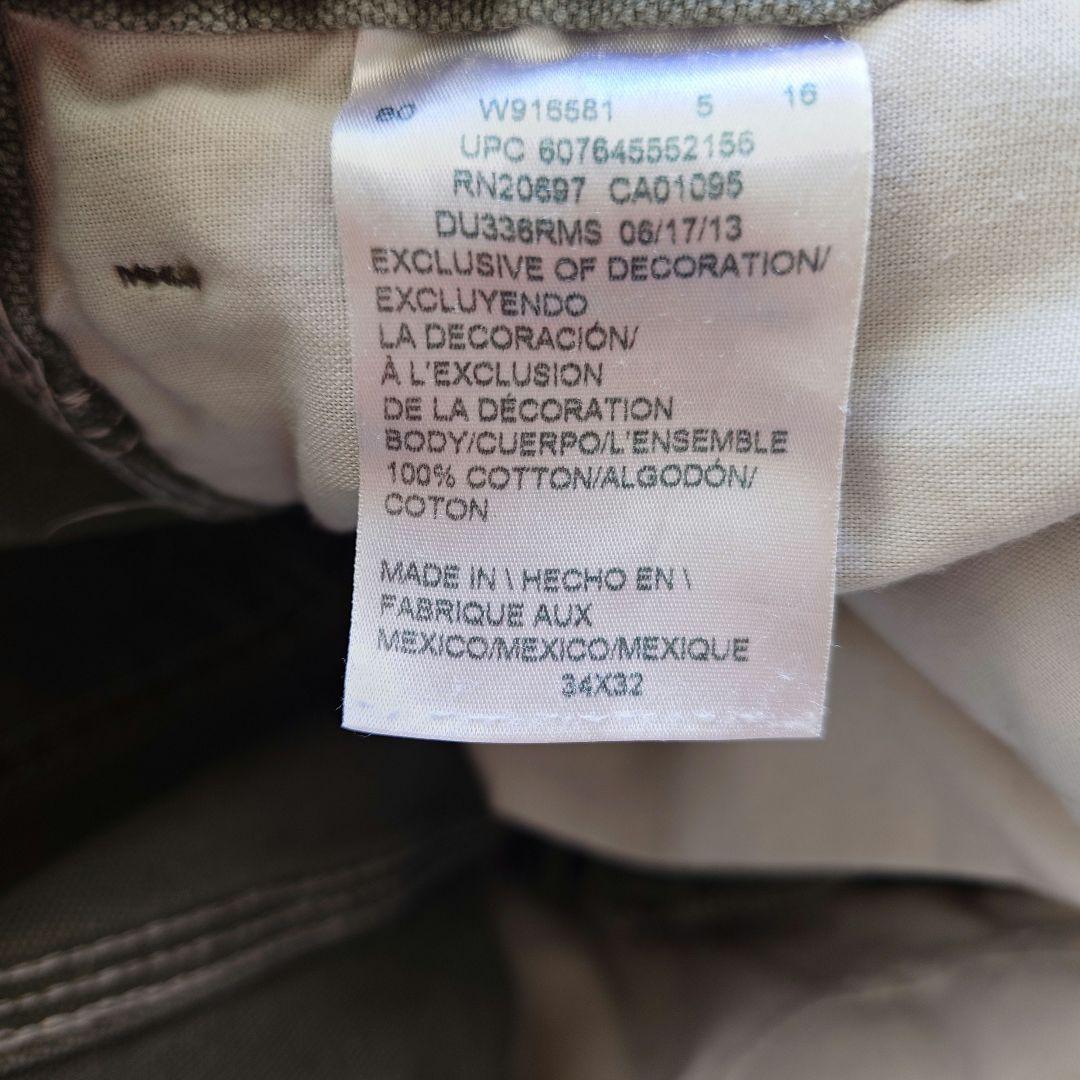 80 W916581 5 16
UPC 607645552156
RN20697 CA01095
DU336RMS 06/17/13
EXCLUSIVE OF DECORATION/
EXCLUYENDO
LA DECORACIÓN/
À L'EXCLUSION
DE LA DÉCORATION
BODY/CUERPO/L'ENSEMBLE
100% COTTON/ALGODÓN/
COTON
MADE IN \ HECHO EN \
FABRIQUE AUX
MEXICO/MEXICO/MEXIQUE
34X32